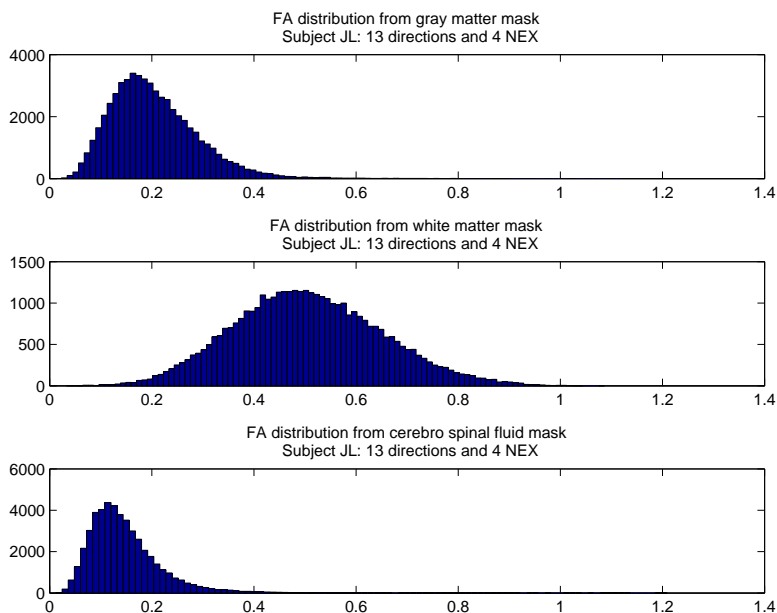 FA distribution from gray matter mask
Subject JL: 13 directions and 4 NEX
4000
2000
0
0 0.2 0.4 0.6 0.8 1 1.2 1.4
FA distribution from white matter mask
Subject JL: 13 directions and 4 NEX
1500
1000
500
0
0 0.2 0.4 0.6 0.8 1 1.2 1.4
FA distribution from cerebro spinal fluid mask
Subject JL: 13 directions and 4 NEX
6000
4000
2000
0
0 0.2 0.4 0.6 0.8 1 1.2 1.4